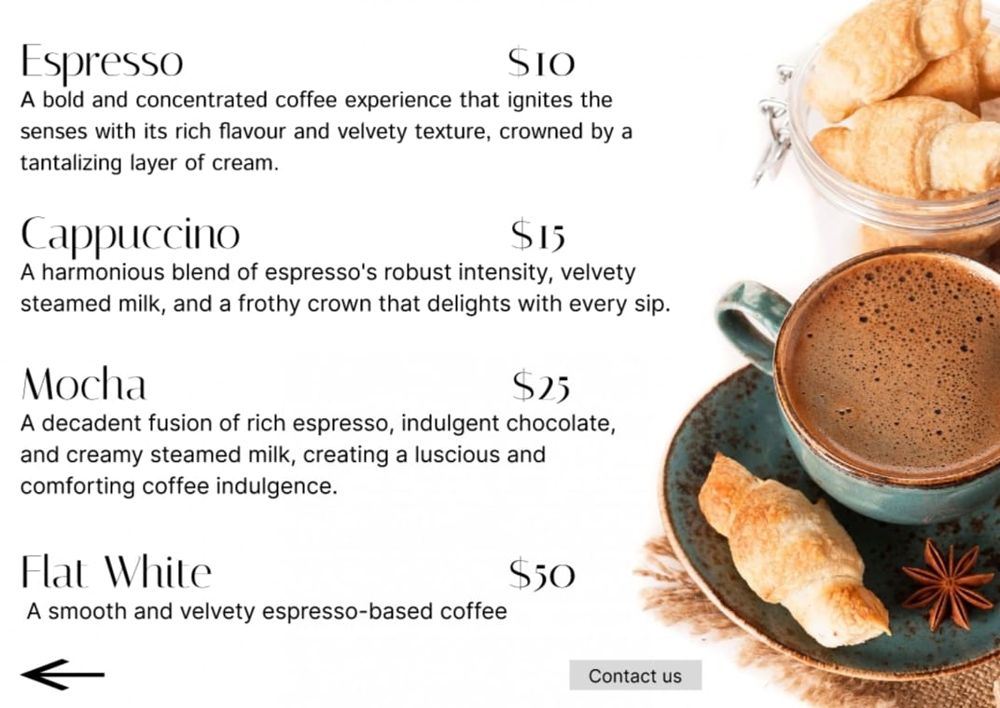 Espresso $10
A bold and concentrated coffee experience that ignites the
senses with its rich flavour and velvety texture, crowned by a
tantalizing layer of cream.
Cappuccino $15
A harmonious blend of espresso's robust intensity, velvety
steamed milk, and a frothy crown that delights with every sip.
Mocha $25
A decadent fusion of rich espresso, indulgent chocolate,
and creamy steamed milk, creating a luscious and
comforting coffee indulgence.
Flat White $50
A smooth and velvety espresso-based coffee
Contact us